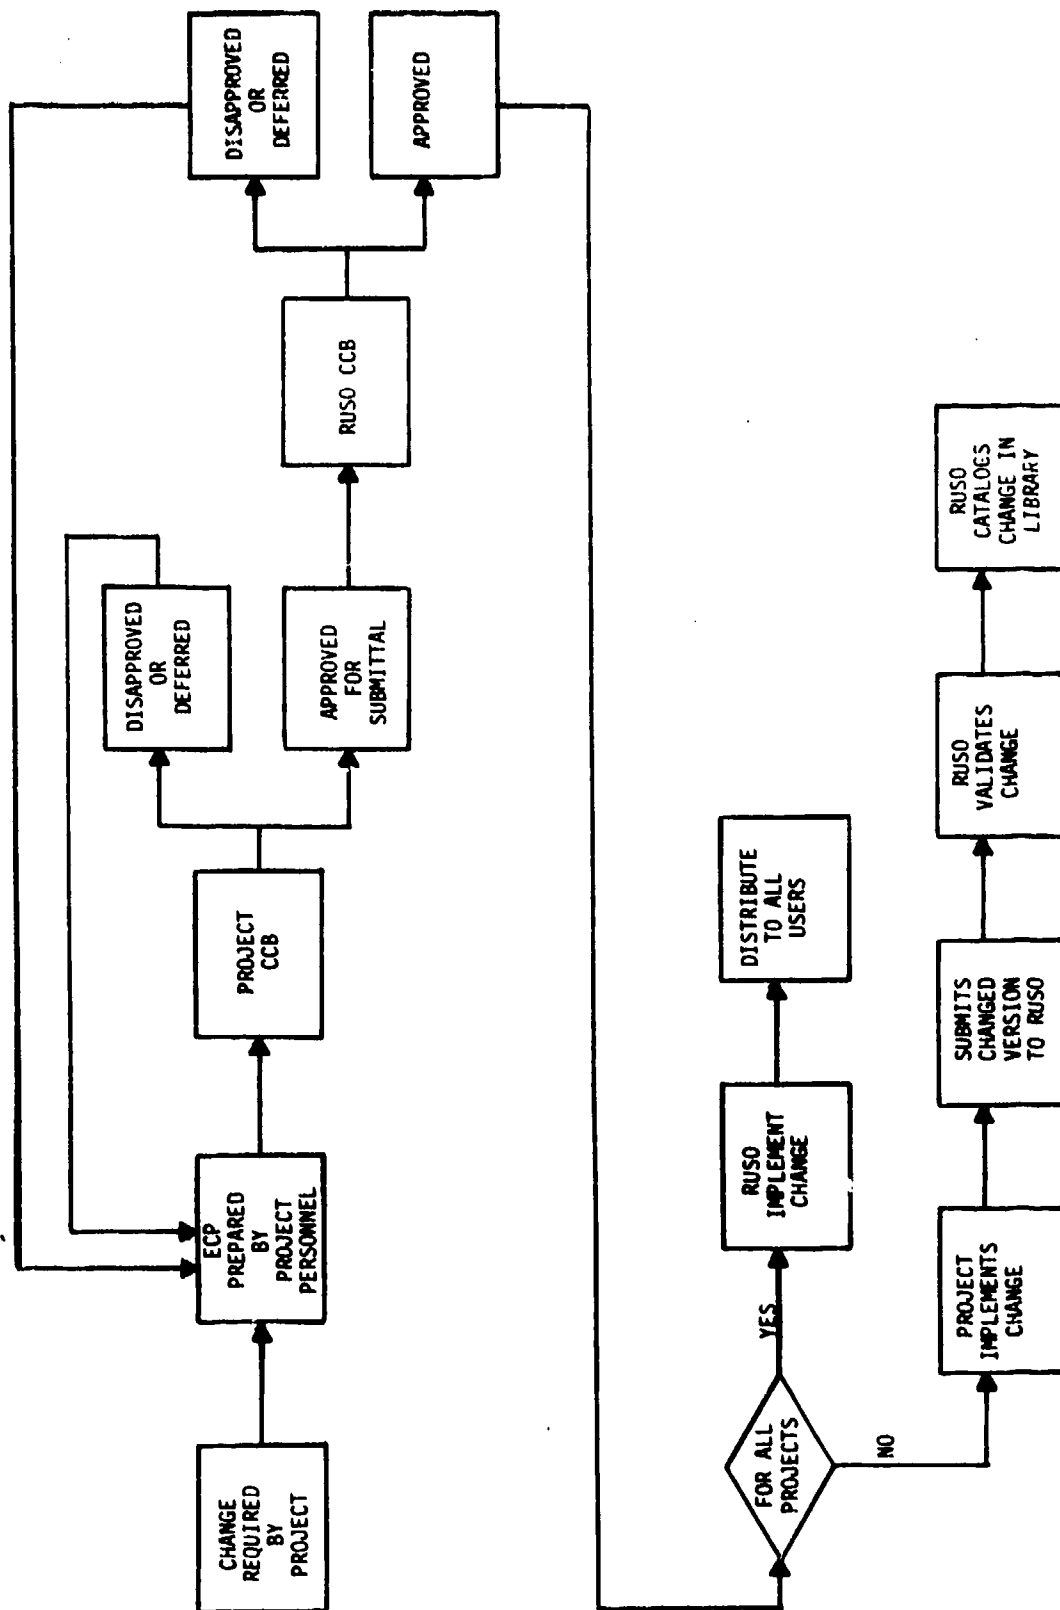 CHANGE
REQUIRED
BY
PROJECT
ECP
PREPARED
BY
PROJECT
PERSONNEL
PROJECT
CCB
DISAPPROVED
OR
DEFERRED
APPROVED
FOR
SUBMITTAL
RUSO CCB
DISAPPROVED
OR
DEFERRED
APPROVED
FOR ALL
PROJECTS
YES
RUSO
IMPLEMENT
CHANGE
DISTRIBUTE
TO ALL
USERS
NO
PROJECT
IMPLEMENTS
CHANGE
SUBMITS
CHANGED
VERSION
TO RUSO
RUSO
VALIDATES
CHANGE
RUSO
CATALOGS
CHANGE IN
LIBRARY